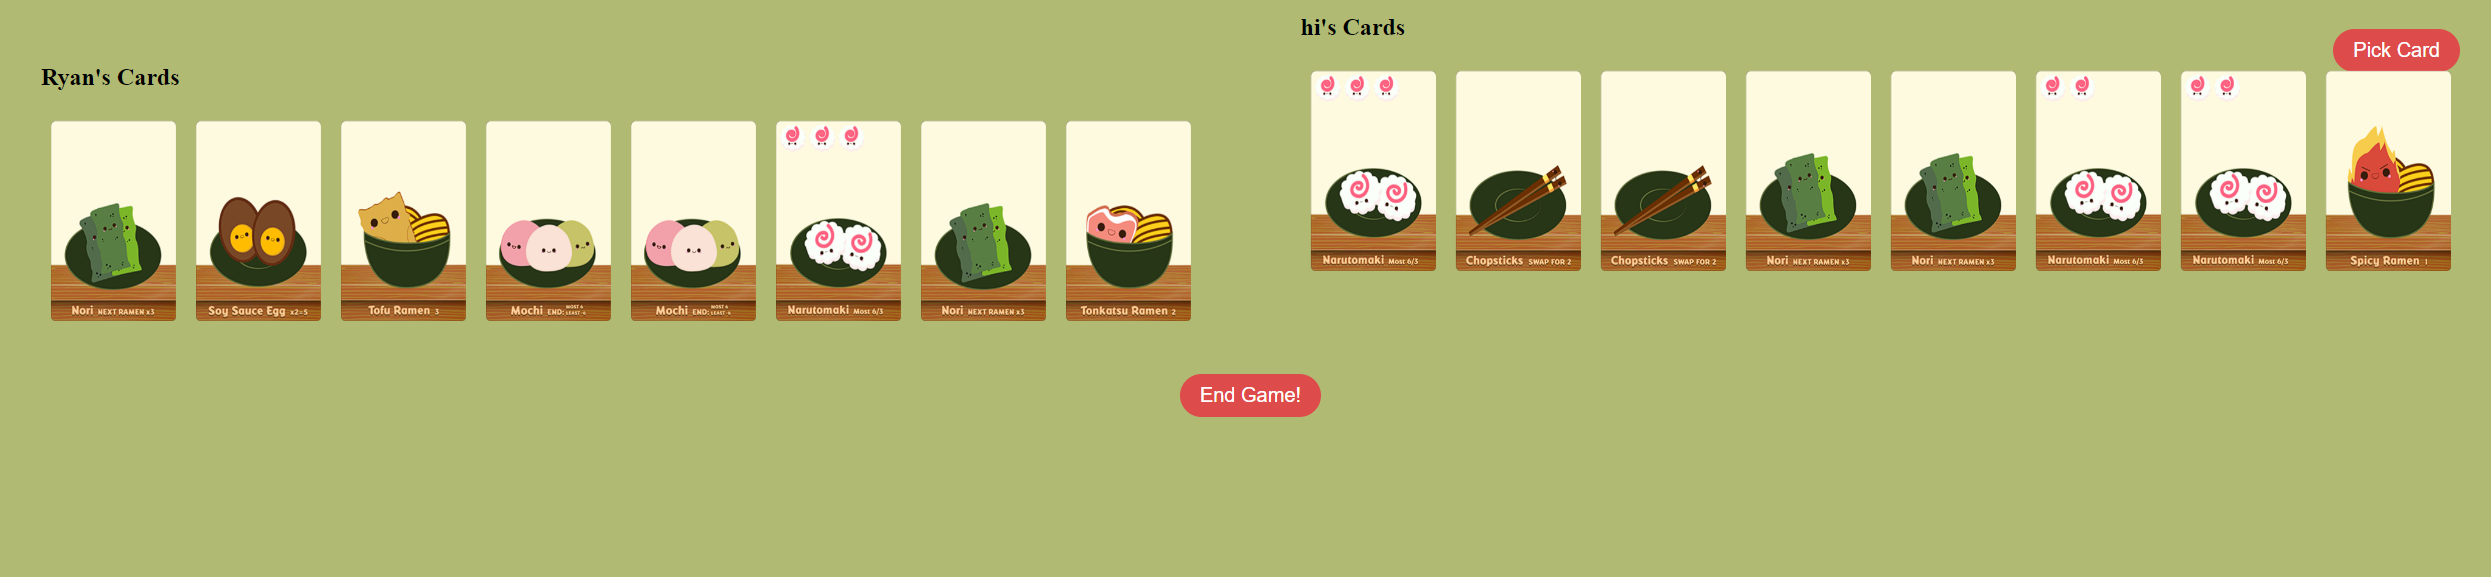 hi's Cards
Pick Card
Ryan's Cards
Narutomaki Most 6/3
Chopsticks SWAP FOR 2
Chopsticks SWAP FOR 2
Nori NEXT RAMEN x3
Nori NEXT RAMEN x3
Narutomaki Most 6/3
Narutomaki Most 6/3
Spicy Ramen 1
Nori NEXT RAMEN x3
Soy Sauce Egg x2=5
Tofu Ramen 3
Mochi END: MOST 6
LEAST -6
Mochi END: MOST 6
LEAST -6
Narutomaki Most 6/3
Nori NEXT RAMEN x3
Tonkatsu Ramen 2
End Game!